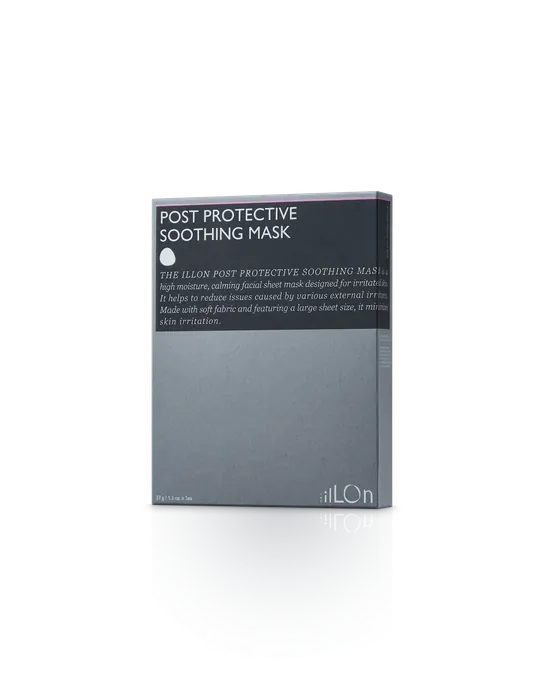 POST PROTECTIVE
SOOTHING MASK
THE ILLON POST PROTECTIVE SOOTHING MASK
high moisture, calming facial sheet mask designed for irritated
It helps to reduce issues caused by various external
Made with soft fabric and featuring a large sheet size, it
skin irritation.
illOn